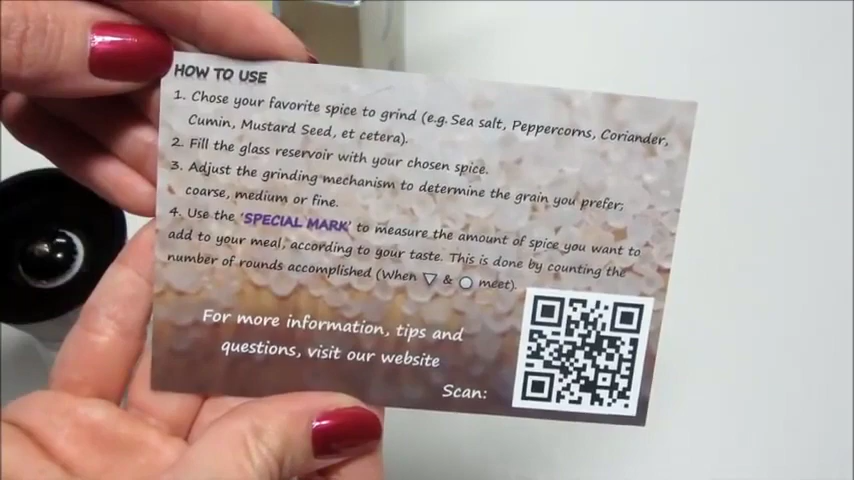 HOW TO USE
1. Chose your favorite spice to grind (e.g. Sea salt, Peppercorns, Coriander,
Cumin, Mustard Seed, et cetera).
2. Fill the glass reservoir with your chosen spice.
3. Adjust the grinding mechanism to determine the grain you prefer;
coarse, medium or fine.
4. Use the 'SPECIAL MARK' to measure the amount of spice you want to
add to your meal, according to your taste. This is done by counting the
number of rounds accomplished (When ▽ & ○ meet).
For more information, tips and
questions, visit our website
Scan: